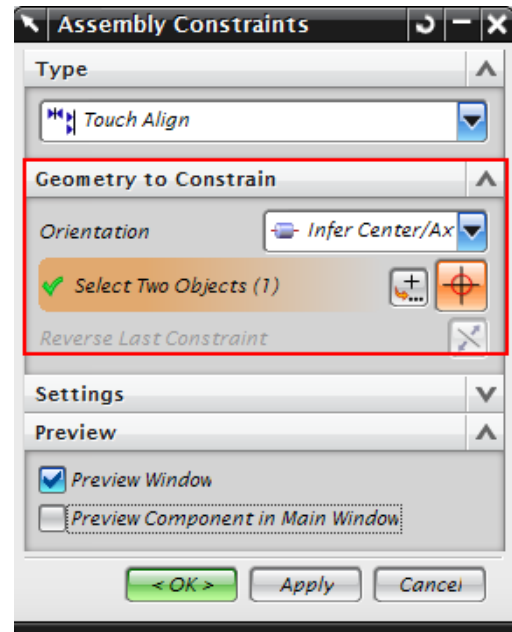 Assembly Constraints
Type
Touch Align
Geometry to Constrain
Orientation Infer Center/Ax
Select Two Objects (1)
Reverse Last Constraint
Settings
Preview
Preview Window
Preview Component in Main Window
< OK > Apply Cancel